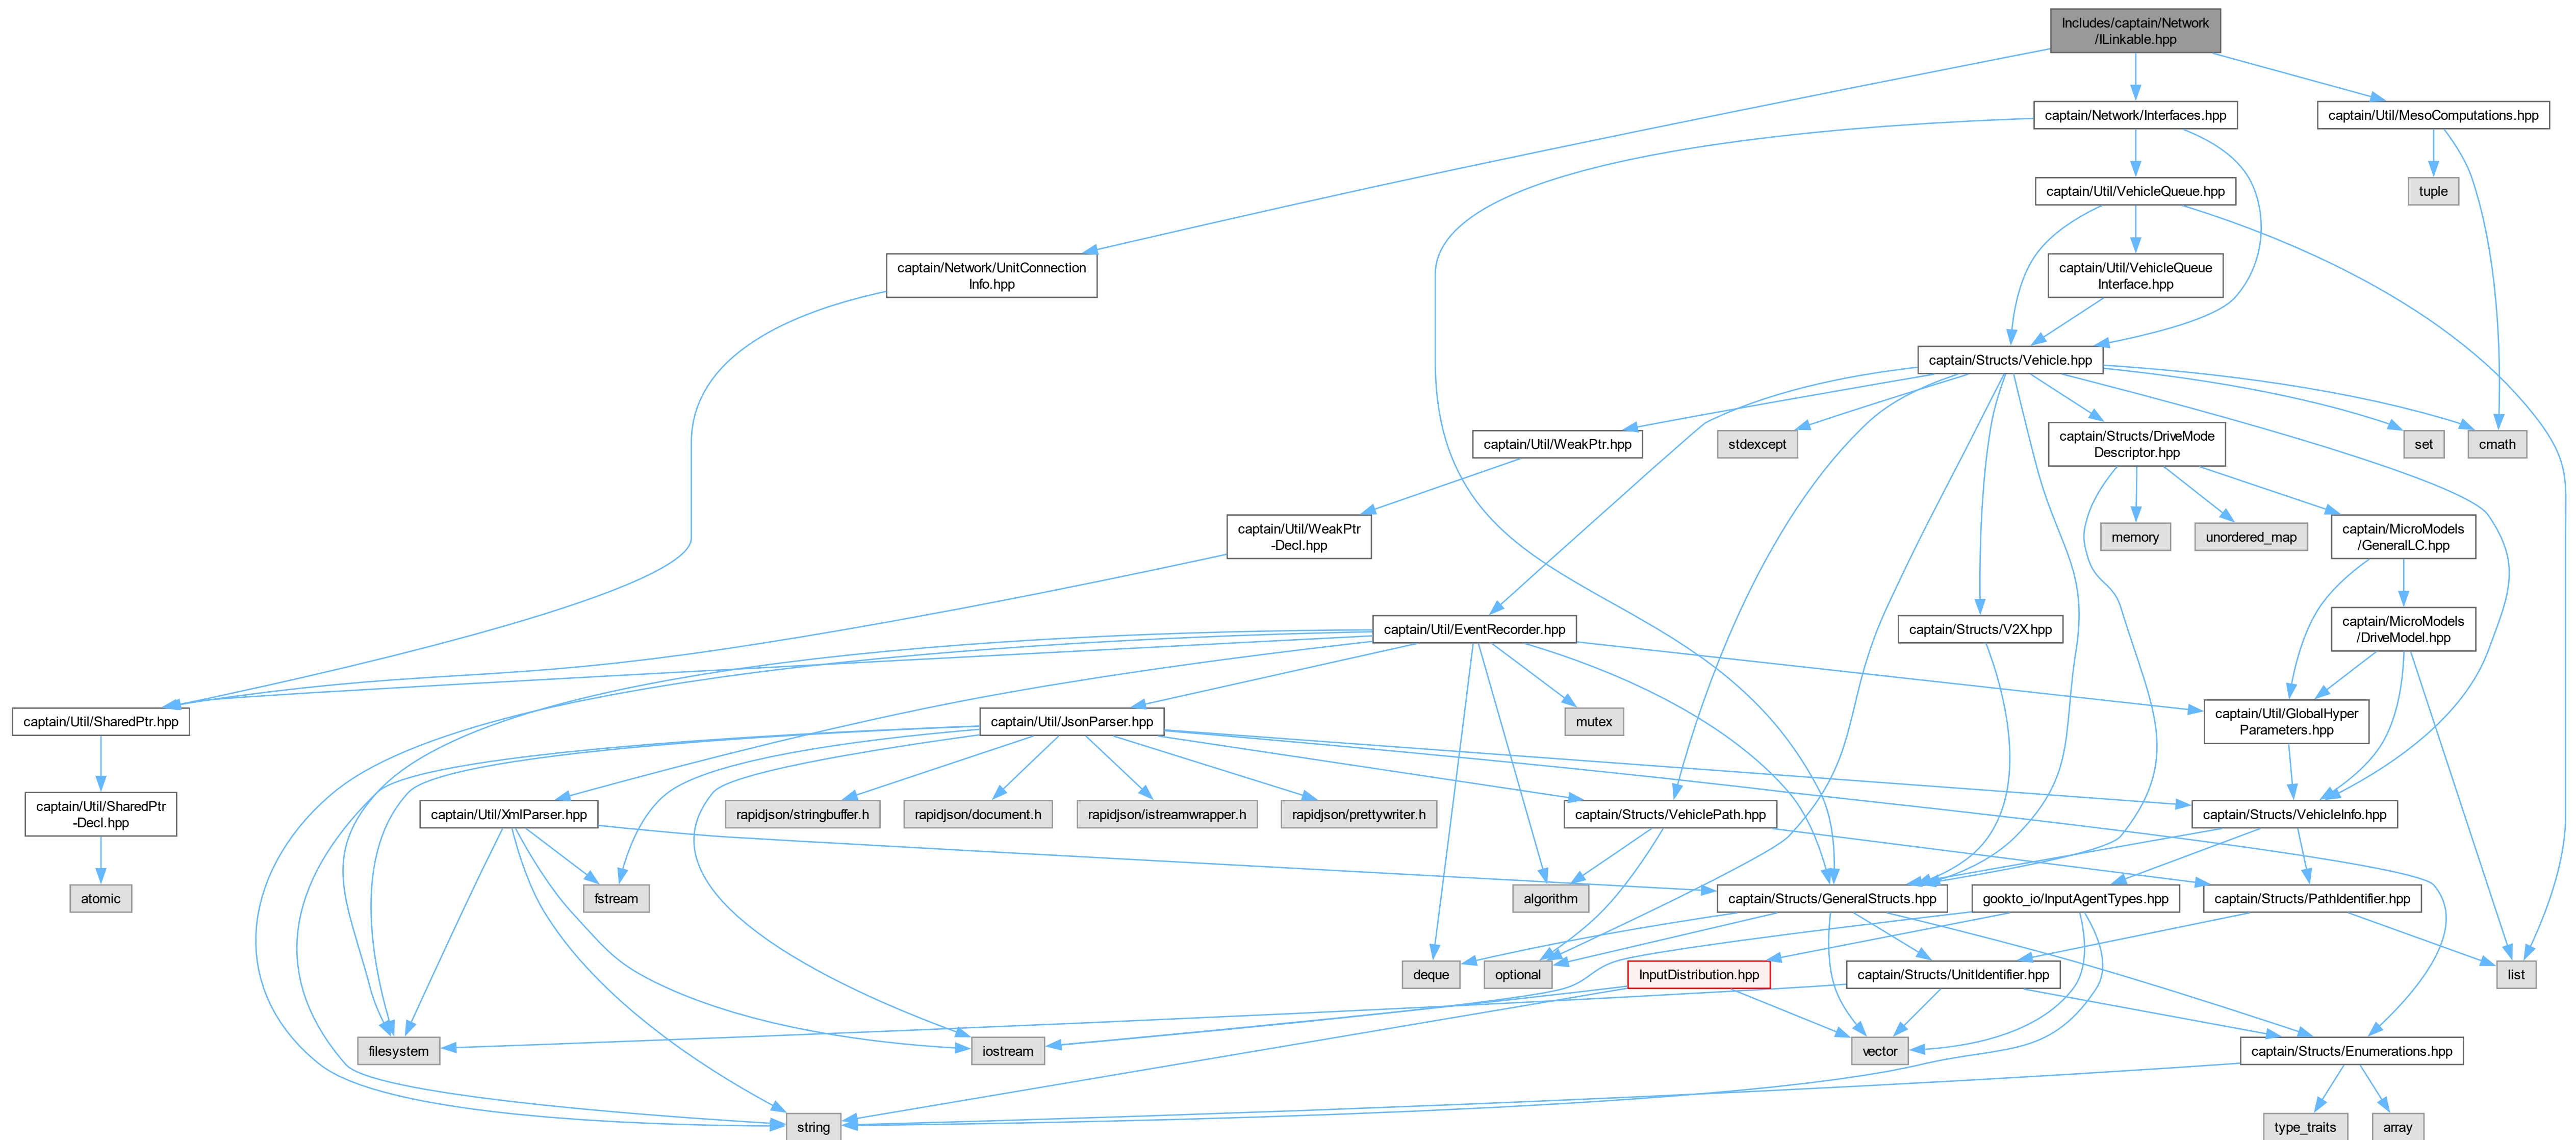 Includes/captain/Network
/ILinkable.hpp
captain/Network/Interfaces.hpp
captain/Util/MesoComputations.hpp
captain/Util/VehicleQueue.hpp
tuple
captain/Network/UnitConnection
Info.hpp
captain/Util/VehicleQueue
Interface.hpp
captain/Structs/Vehicle.hpp
captain/Util/WeakPtr.hpp
stdexcept
captain/Structs/DriveMode
Descriptor.hpp
set
cmath
captain/Util/WeakPtr
-Decl.hpp
memory
unordered_map
captain/MicroModels
/GeneralLC.hpp
captain/Util/EventRecorder.hpp
captain/Structs/V2X.hpp
captain/MicroModels
/DriveModel.hpp
captain/Util/SharedPtr.hpp
captain/Util/JsonParser.hpp
mutex
captain/Util/GlobalHyper
Parameters.hpp
captain/Util/SharedPtr
-Decl.hpp
captain/Util/XmlParser.hpp
rapidjson/stringbuffer.h
rapidjson/document.h
rapidjson/istreamwrapper.h
rapidjson/prettywriter.h
captain/Structs/VehiclePath.hpp
captain/Structs/VehicleInfo.hpp
atomic
fstream
algorithm
captain/Structs/GeneralStructs.hpp
gookto_io/InputAgentTypes.hpp
captain/Structs/PathIdentifier.hpp
deque
optional
InputDistribution.hpp
captain/Structs/UnitIdentifier.hpp
list
filesystem
iostream
vector
captain/Structs/Enumerations.hpp
string
type_traits
array